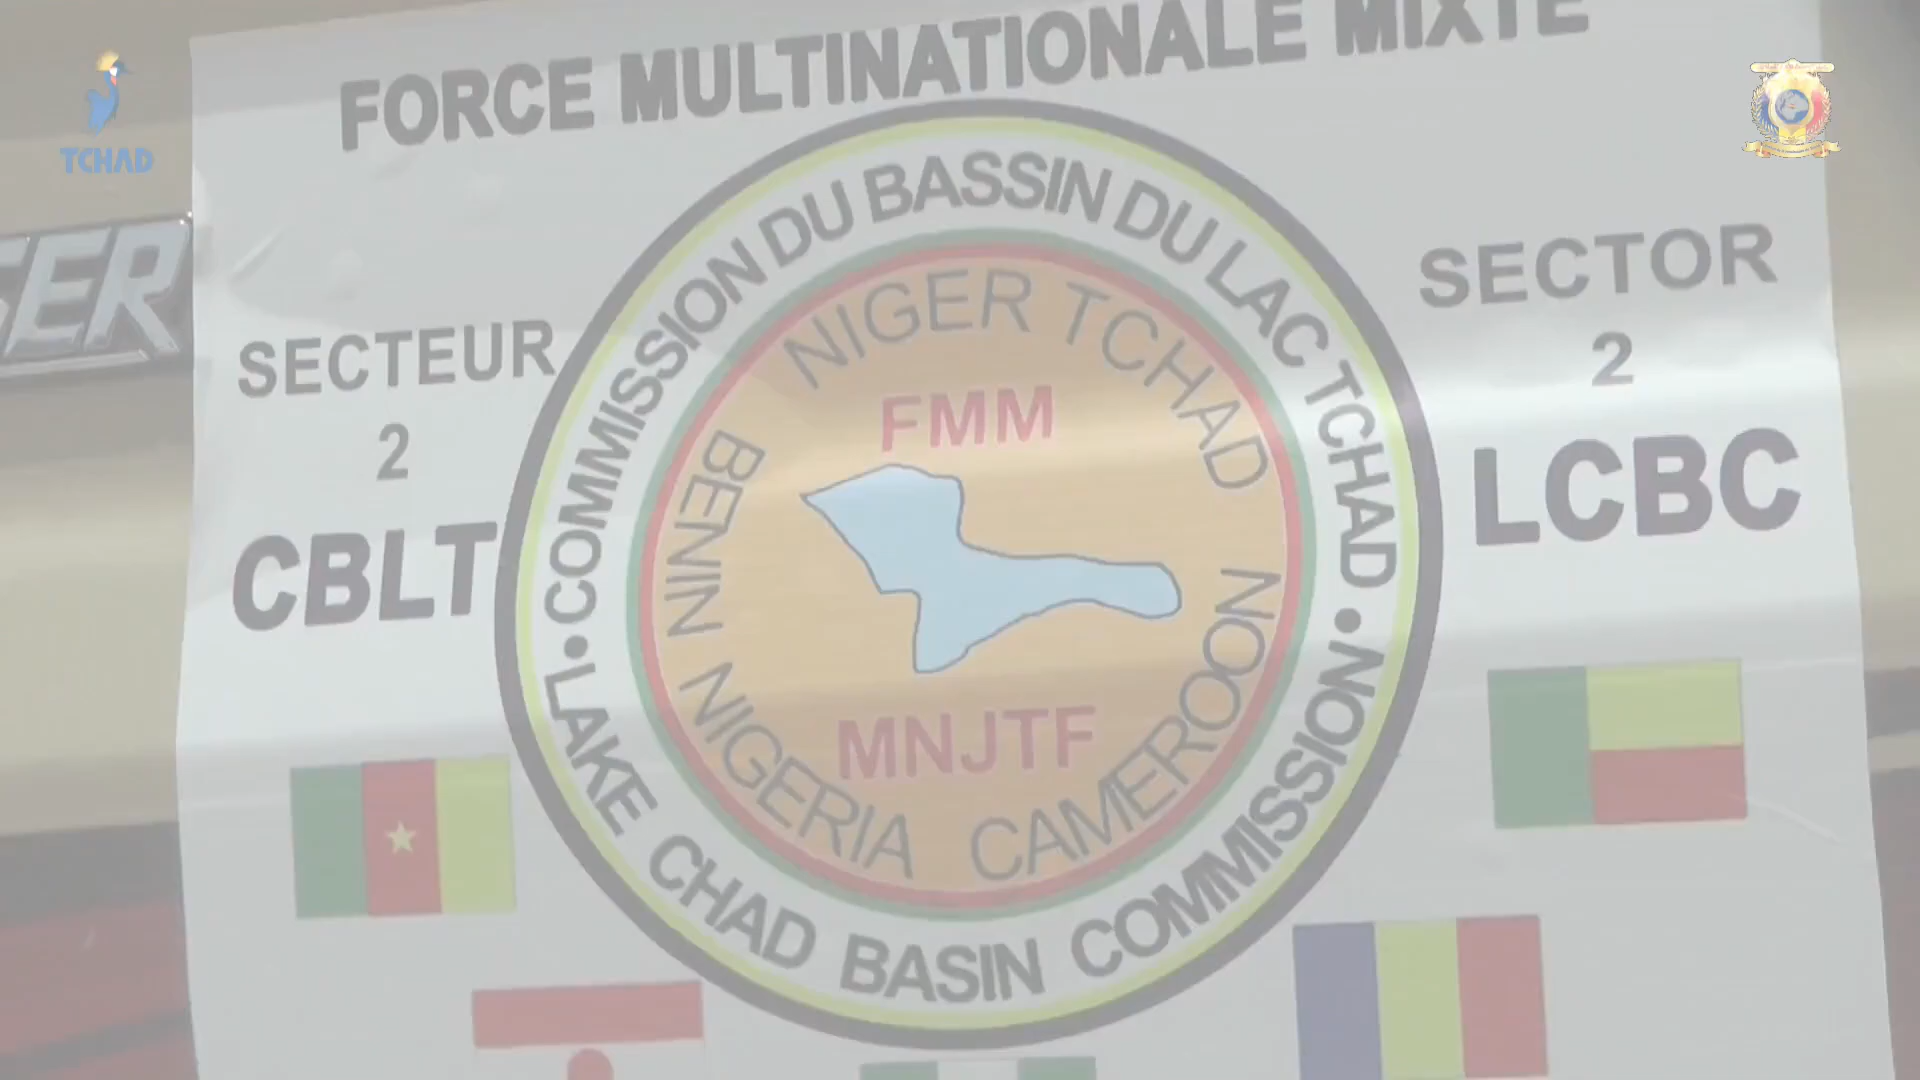 FORCE MULTINATIONALE MIXTE
TCHAD
SER
SECTEUR
2
CBLT
SECTOR
2
LCBC
COMMISSION DU BASSIN DU LAC TCHAD
LAKE CHAD BASIN COMMISSION
NIGER TCHAD
BENIN NIGERIA CAMEROON
FMM
MNJTF